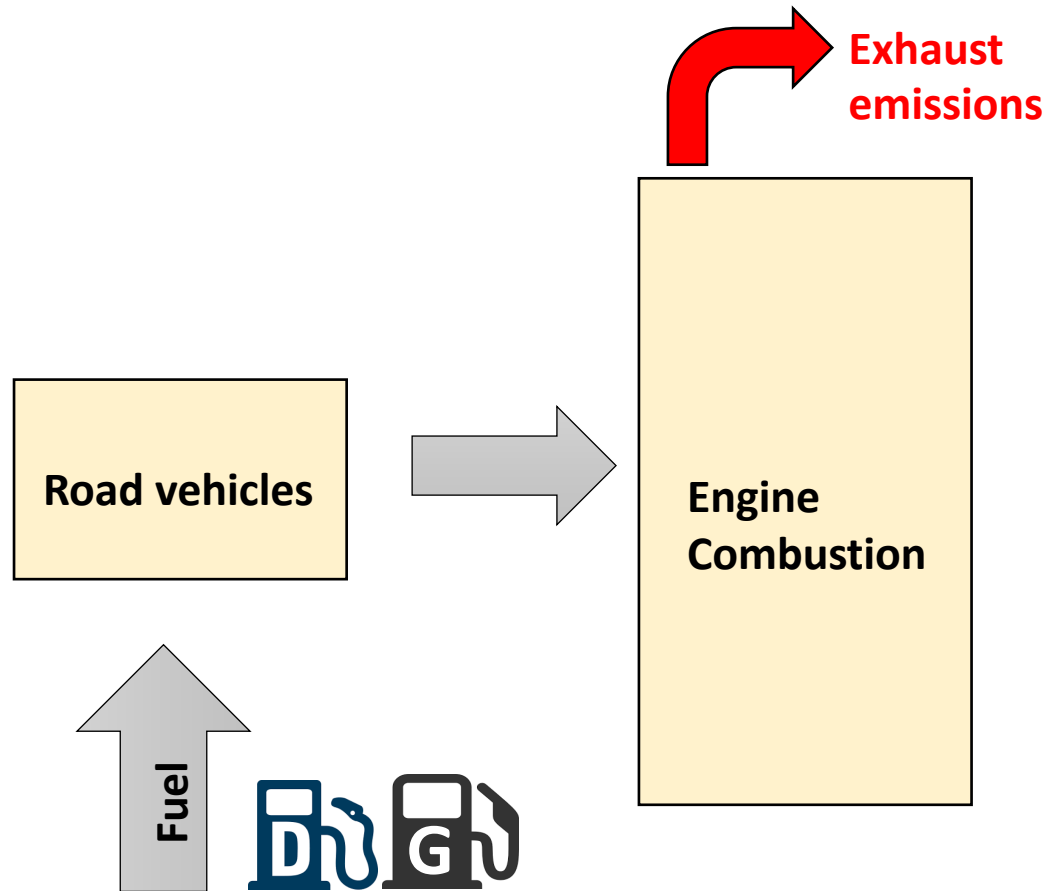 Exhaust
emissions
Road vehicles
Engine
Combustion
Fuel
D
G